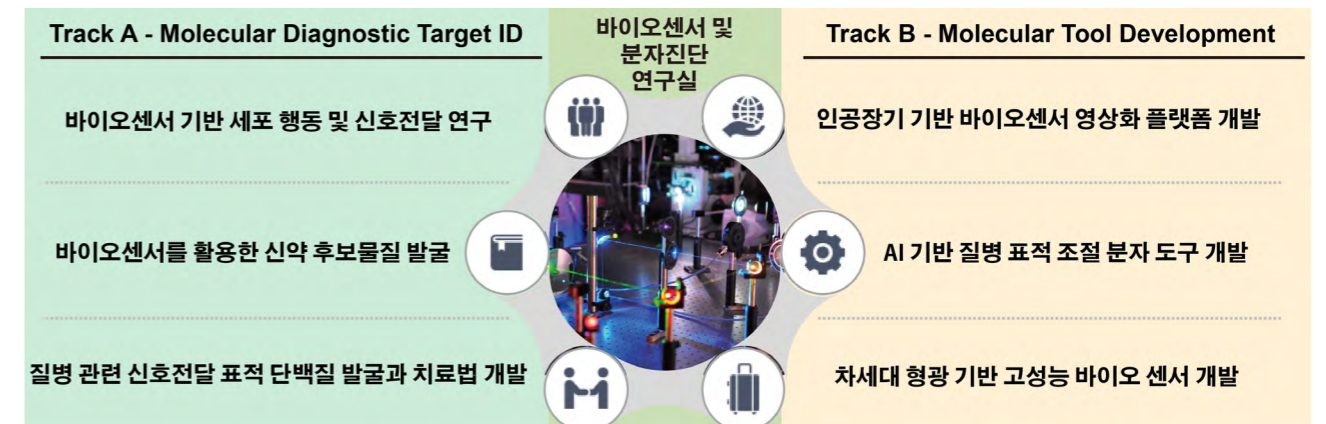 Track A - Molecular Diagnostic Target ID
바이오센서 기반 세포 행동 및 신호전달 연구
바이오센서를 활용한 신약 후보물질 발굴
질병 관련 신호전달 표적 단백질 발굴과 치료법 개발
바이오센서 및
분자진단
연구실
Track B - Molecular Tool Development
인공장기 기반 바이오센서 영상화 플랫폼 개발
AI 기반 질병 표적 조절 분자 도구 개발
차세대 형광 기반 고성능 바이오 센서 개발